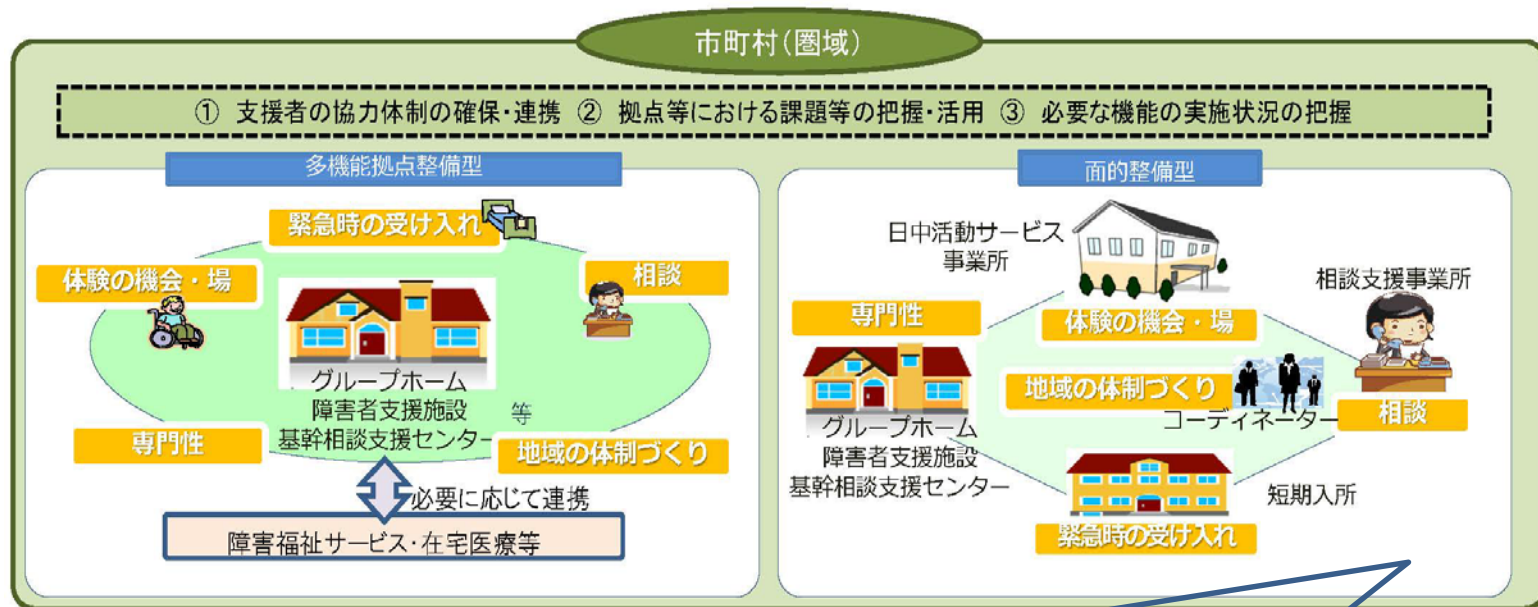 市町村(圏域)
① 支援者の協力体制の確保・連携 ② 拠点等における課題等の把握・活用 ③ 必要な機能の実施状況の把握
多機能拠点整備型
緊急時の受け入れ
体験の機会・場
相談
グループホーム
障害者支援施設 等
基幹相談支援センター
専門性
地域の体制づくり
必要に応じて連携
障害福祉サービス・在宅医療等
面的整備型
日中活動サービス
事業所
相談支援事業所
専門性
体験の機会・場
地域の体制づくり
コーディネーター
相談
グループホーム
障害者支援施設
基幹相談支援センター
短期入所
緊急時の受け入れ